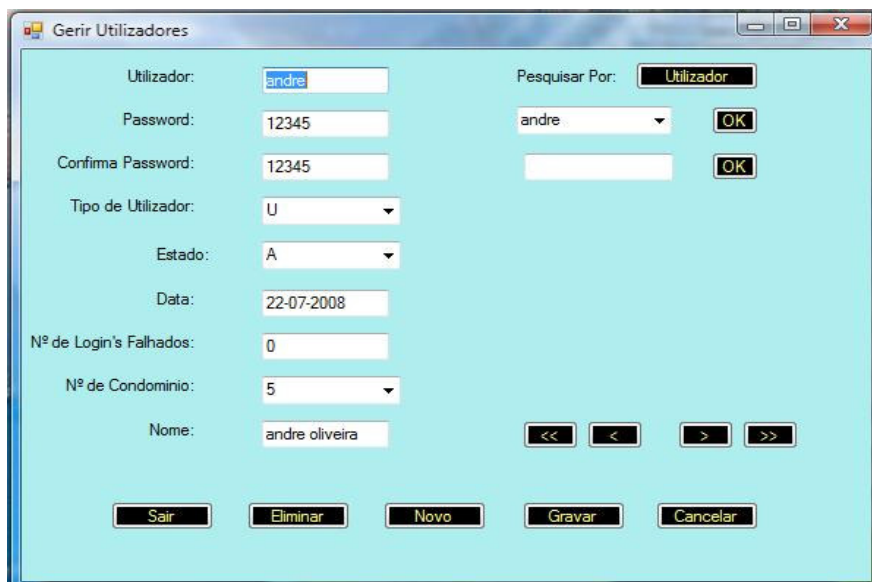 Gerir Utilizadores
Utilizador: andre Pesquisar Por: Utilizador
Password: 12345 andre OK
Confirma Password: 12345 OK
Tipo de Utilizador: U
Estado: A
Data: 22-07-2008
Nº de Login's Falhados: 0
Nº de Condominio: 5
Nome: andre oliveira << < > >>
Sair Eliminar Novo Gravar Cancelar